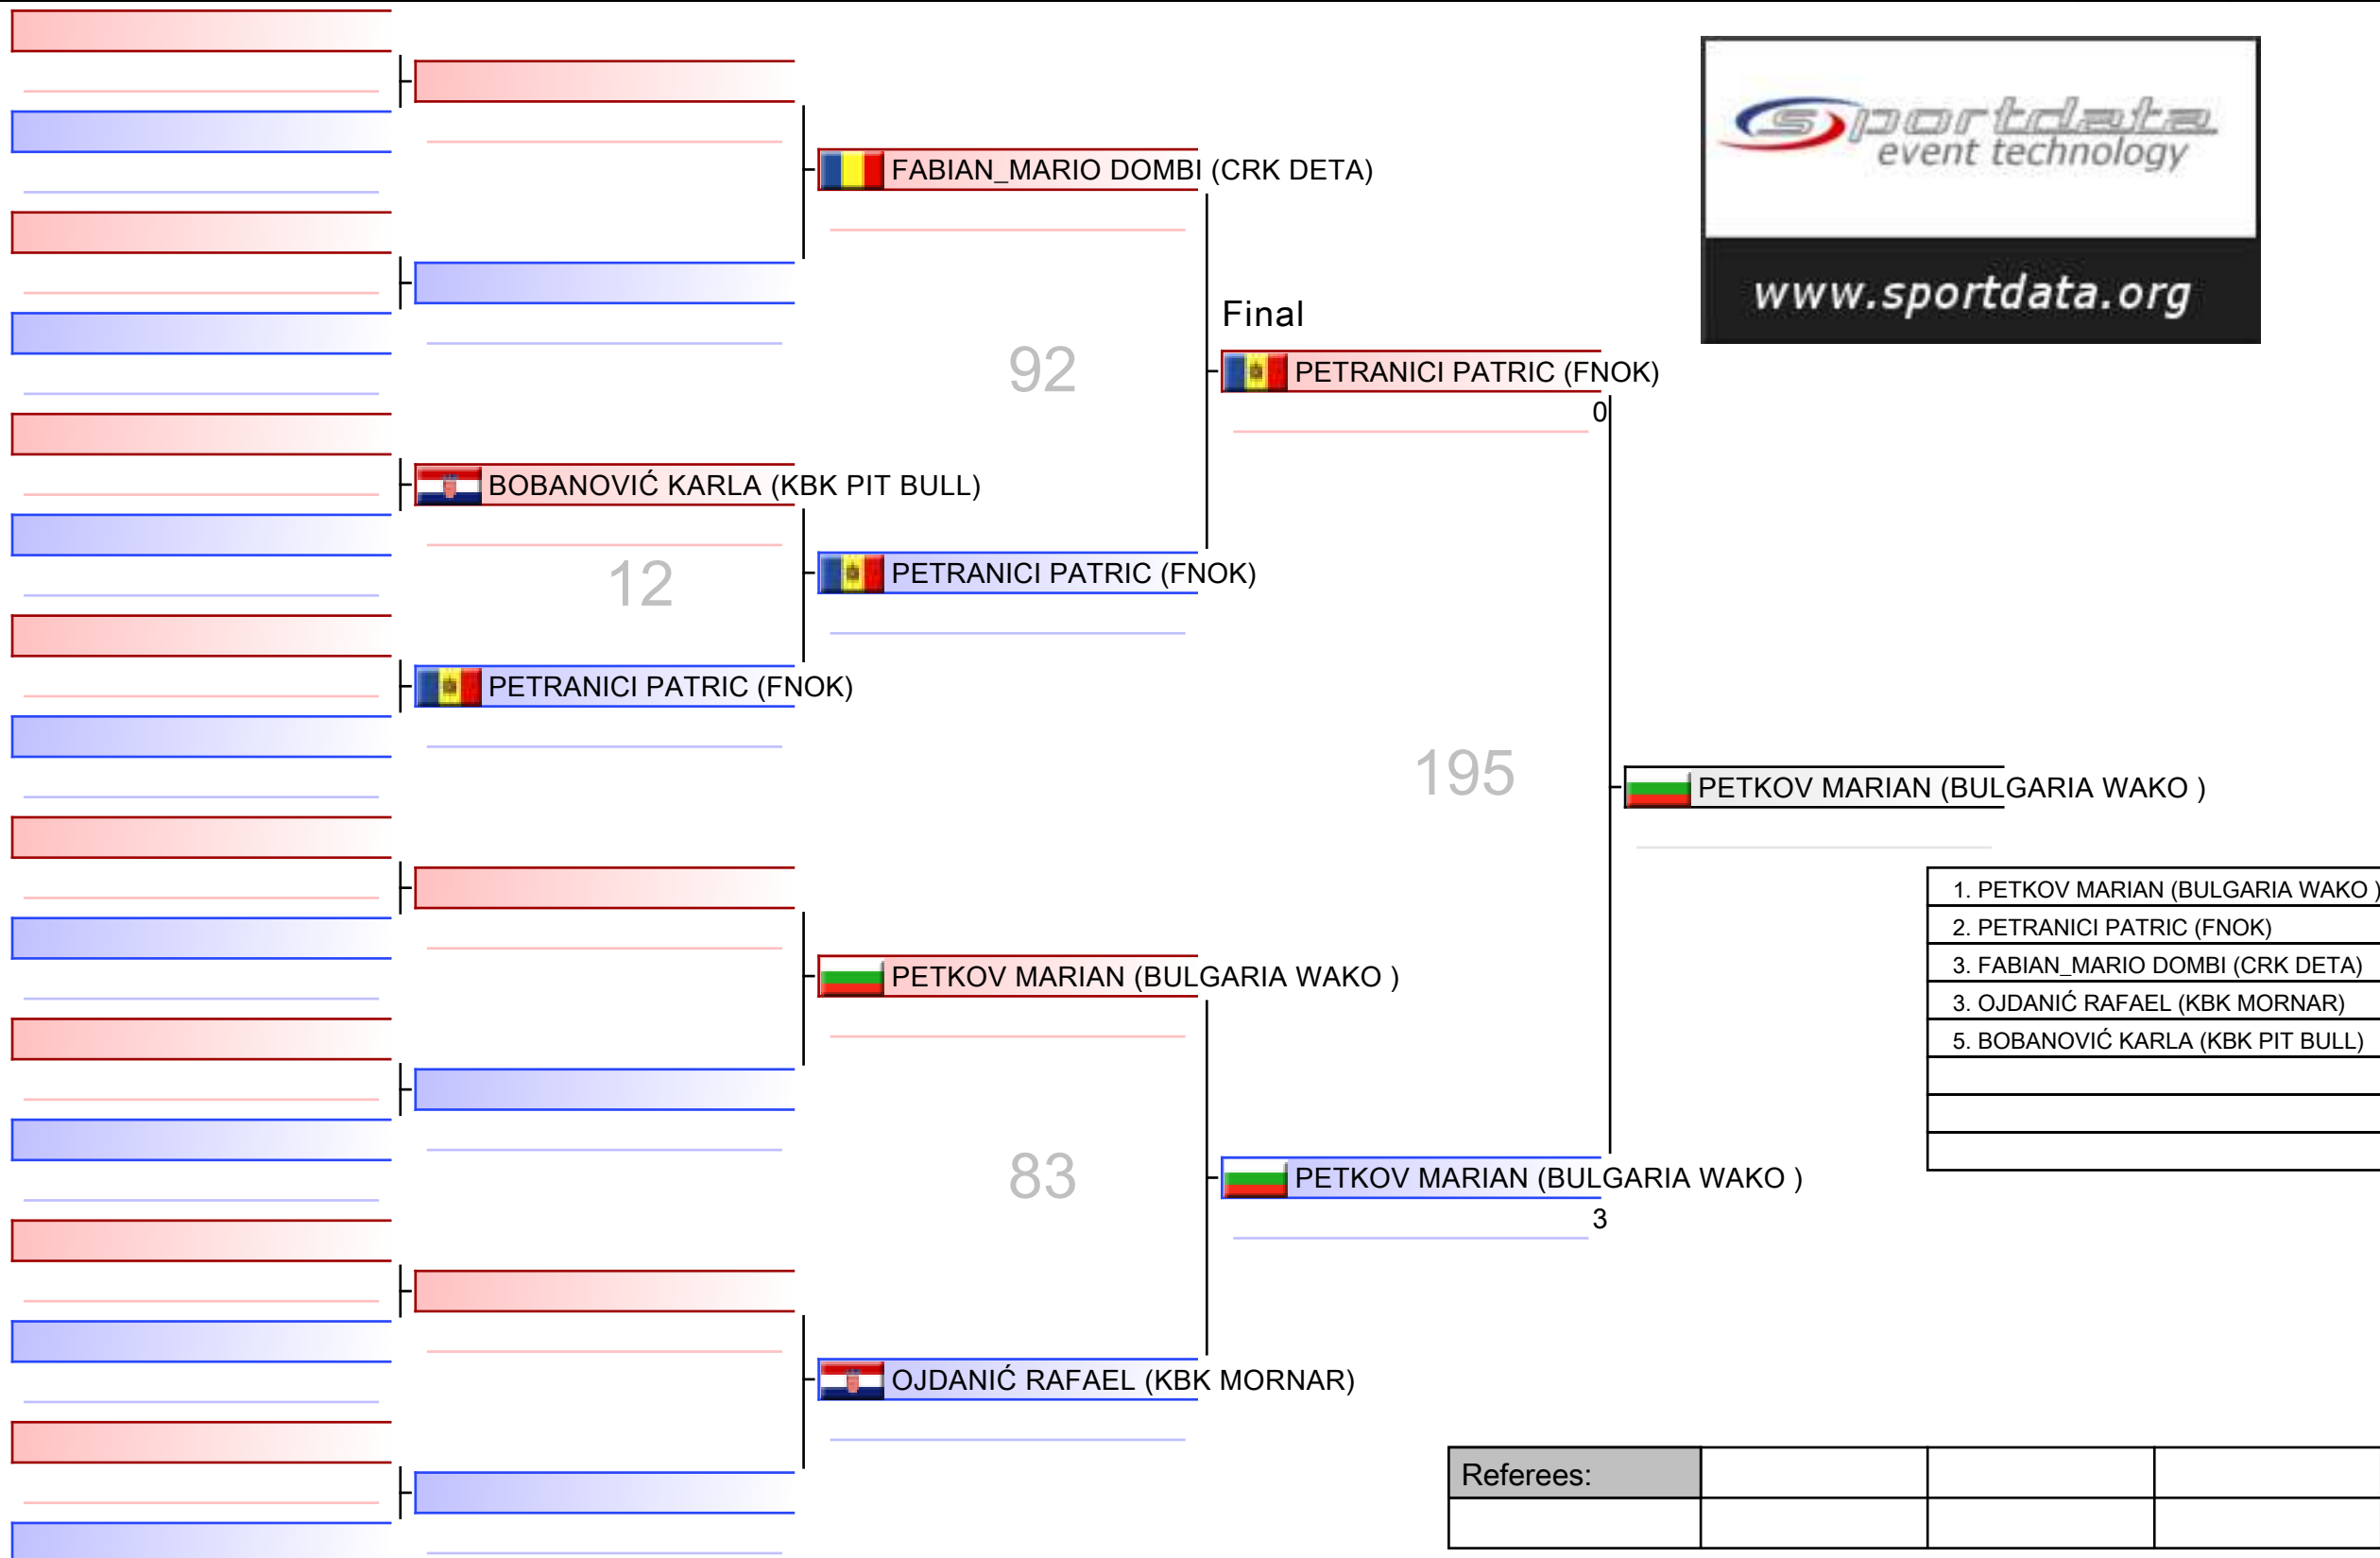 sportdata
event technology
www.sportdata.org
FABIAN_MARIO DOMBI (CRK DETA)
92
Final
PETRANICI PATRIC (FNOK)
0
BOBANOVIĆ KARLA (KBK PIT BULL)
12
PETRANICI PATRIC (FNOK)
PETRANICI PATRIC (FNOK)
195
PETKOV MARIAN (BULGARIA WAKO )
1. PETKOV MARIAN (BULGARIA WAKO )
2. PETRANICI PATRIC (FNOK)
3. FABIAN_MARIO DOMBI (CRK DETA)
3. OJDANIĆ RAFAEL (KBK MORNAR)
5. BOBANOVIĆ KARLA (KBK PIT BULL)
PETKOV MARIAN (BULGARIA WAKO )
83
PETKOV MARIAN (BULGARIA WAKO )
3
OJDANIĆ RAFAEL (KBK MORNAR)
Referees: